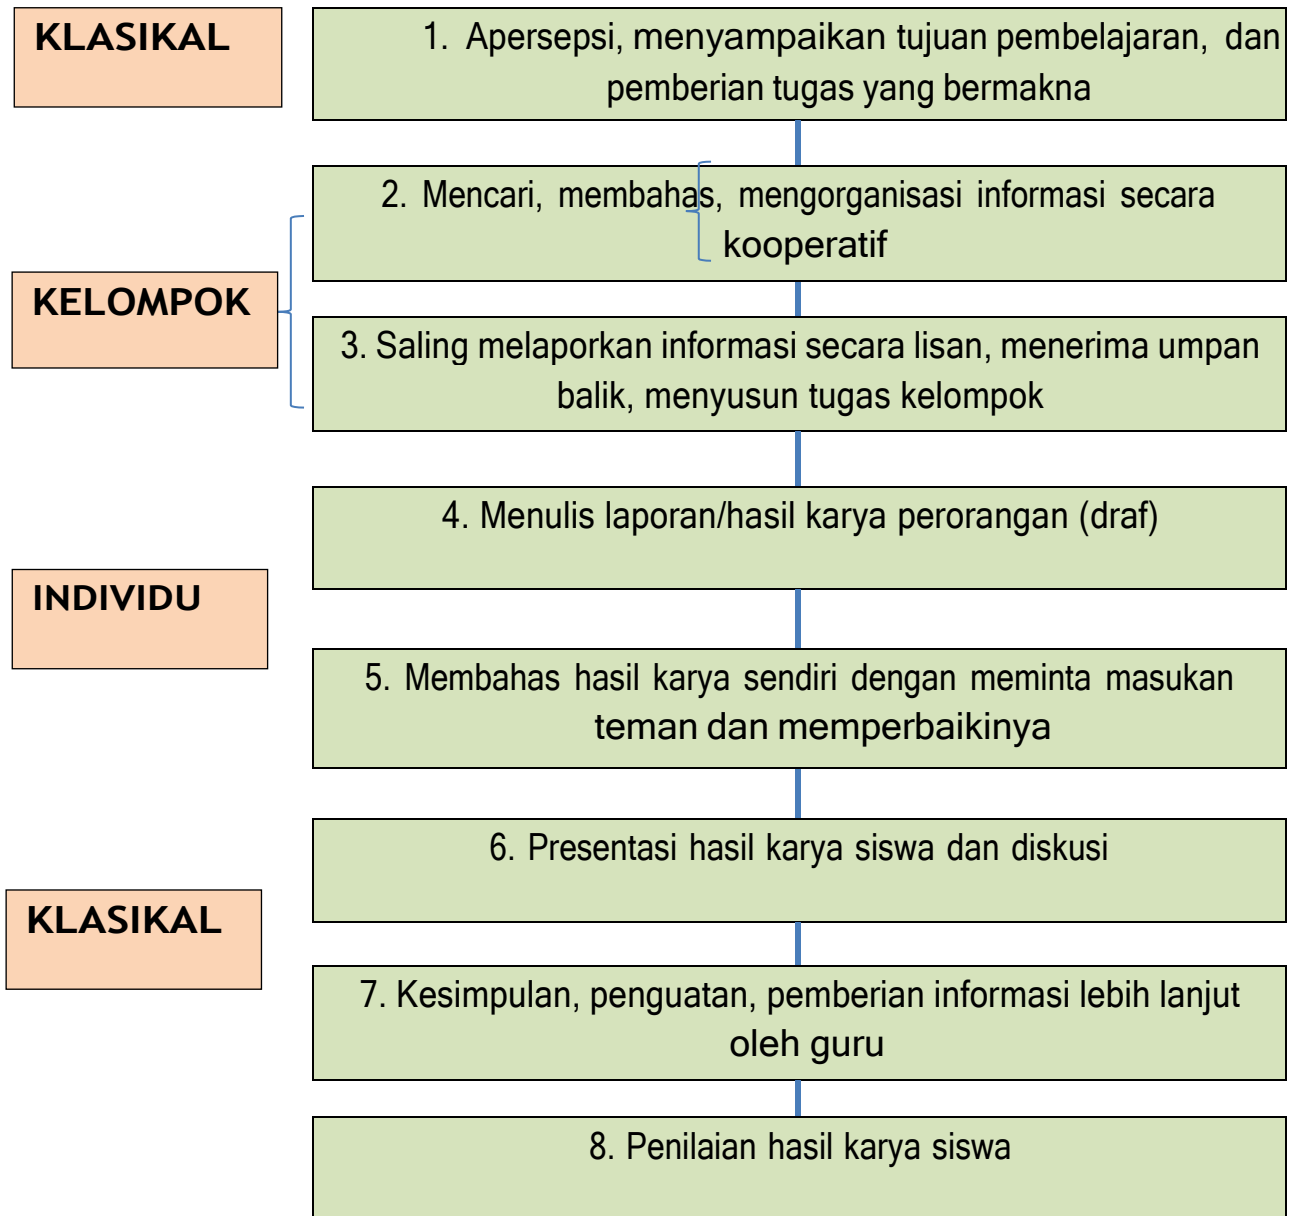 KLASIKAL
1. Apersepsi, menyampaikan tujuan pembelajaran, dan
pemberian tugas yang bermakna
2. Mencari, membahas, mengorganisasi informasi secara
kooperatif
KELOMPOK
3. Saling melaporkan informasi secara lisan, menerima umpan
balik, menyusun tugas kelompok
4. Menulis laporan/hasil karya perorangan (draf)
INDIVIDU
5. Membahas hasil karya sendiri dengan meminta masukan
teman dan memperbaikinya
6. Presentasi hasil karya siswa dan diskusi
KLASIKAL
7. Kesimpulan, penguatan, pemberian informasi lebih lanjut
oleh guru
8. Penilaian hasil karya siswa